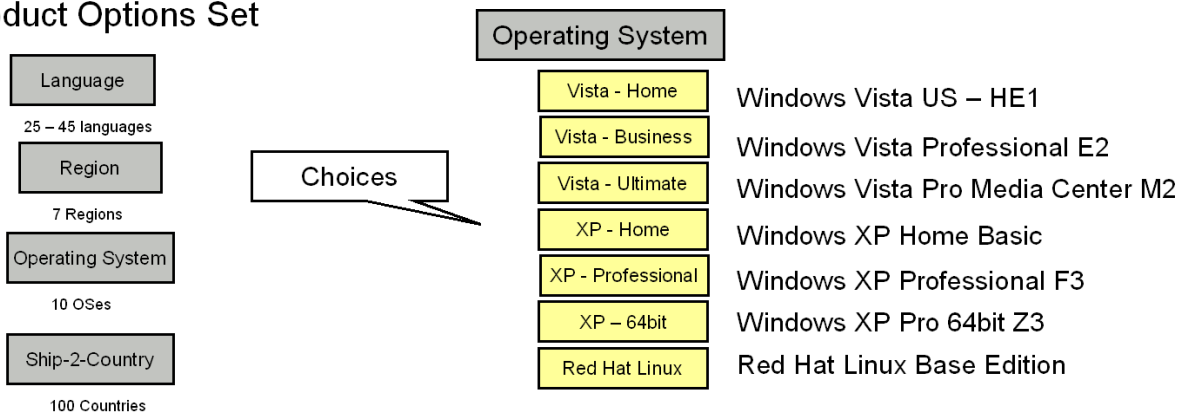 duct Options Set
Language
25 – 45 languages
Region
7 Regions
Operating System
10 OSes
Ship-2-Country
100 Countries
Choices
Operating System
Vista - Home Windows Vista US – HE1
Vista - Business Windows Vista Professional E2
Vista - Ultimate Windows Vista Pro Media Center M2
XP - Home Windows XP Home Basic
XP - Professional Windows XP Professional F3
XP – 64bit Windows XP Pro 64bit Z3
Red Hat Linux Red Hat Linux Base Edition